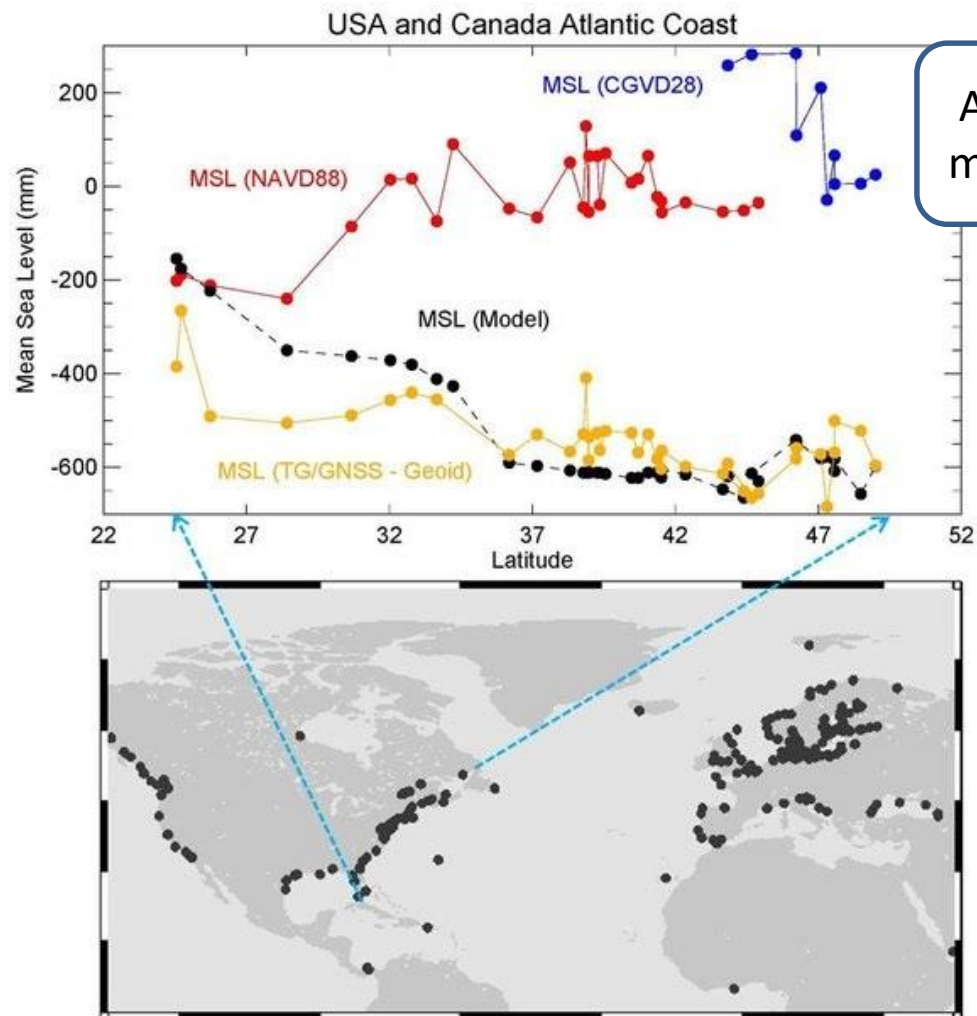 USA and Canada Atlantic Coast
MSL (CGVD28)
MSL (NAVD88)
MSL (Model)
MSL (TG/GNSS - Geoid)
Mean Sea Level (mm)
200
0
-200
-400
-600
22 27 32 37 42 47 52
Latitude